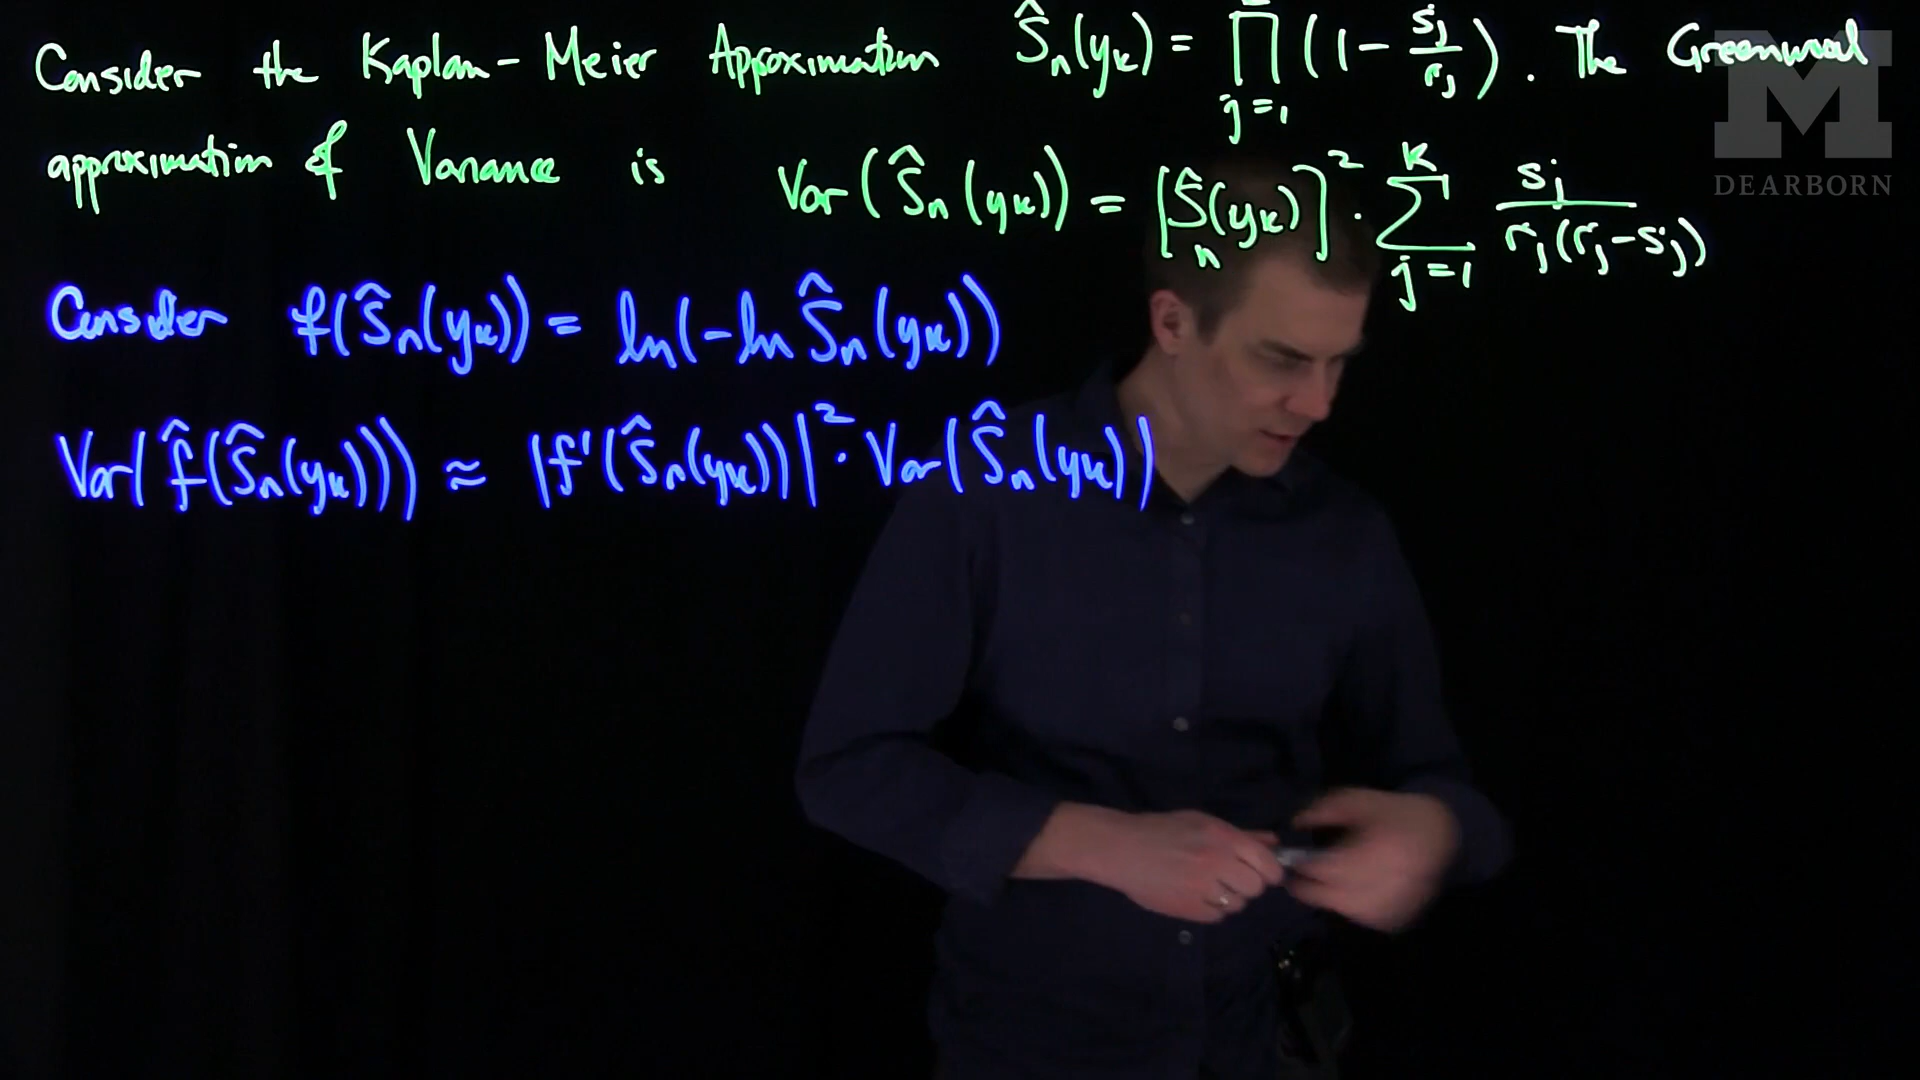 Consider the Kaplan-Meier Approximation Ŝn(yk) = ∏ j=1 (1 - sj/rj). The Greenwood
M
approximation of Variance is Var(Ŝn(yk)) = [Ŝn(yk)]² · ∑ j=1 k sj/rj(rj-sj)
DEARBORN
Consider f(Ŝn(yk)) = ln(-ln Ŝn(yk))
Var(f̂(Ŝn(yk))) ≈ |f'(Ŝn(yk))|² · Var(Ŝn(yk))